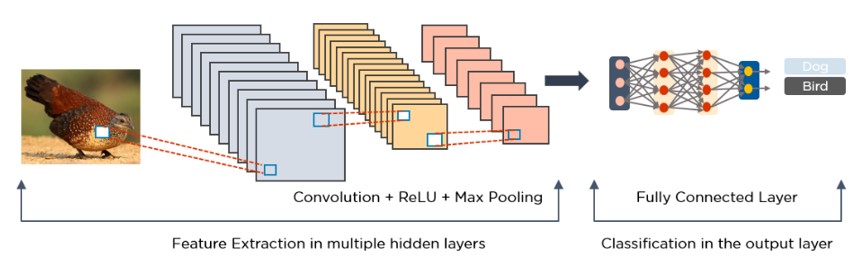 Dog
Bird
Convolution + ReLU + Max Pooling
Fully Connected Layer
Feature Extraction in multiple hidden layers
Classification in the output layer